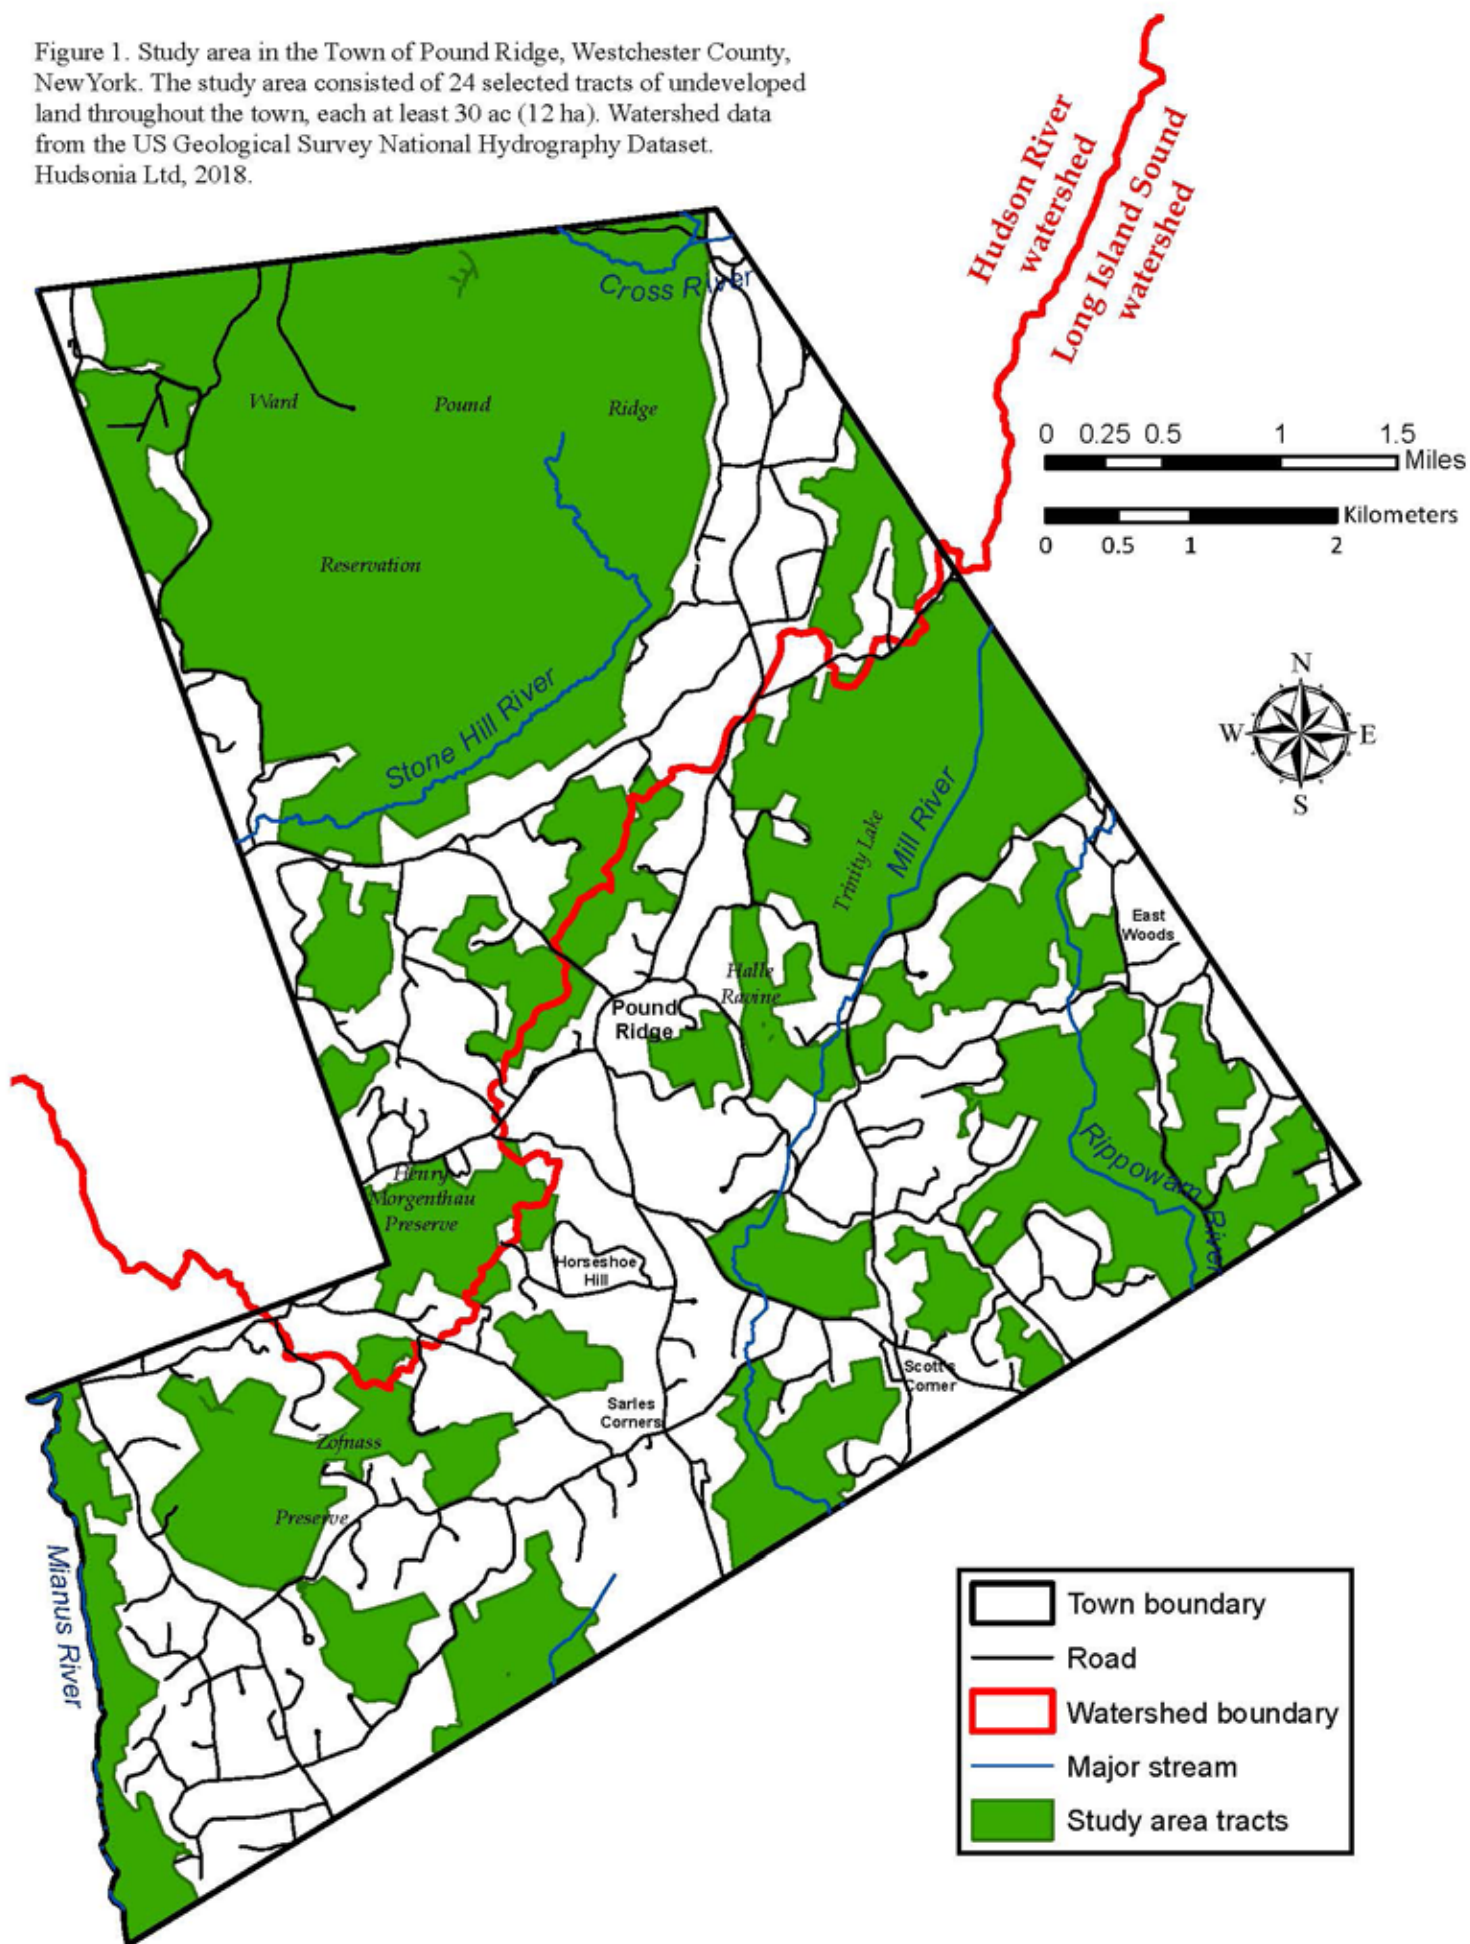 Figure 1. Study area in the Town of Pound Ridge, Westchester County,
New York. The study area consisted of 24 selected tracts of undeveloped
land throughout the town, each at least 30 ac (12 ha). Watershed data
from the US Geological Survey National Hydrography Dataset.
Hudsonia Ltd, 2018.
Hudson River
watershed
Long Island Sound
watershed
Cross River
Ward Pound Ridge
Reservation
0 0.25 0.5 1 1.5
Miles
Kilometers
0 0.5 1 2
N
W E
S
Stone Hill River
Trinity Lake
Mill River
East
Woods
Halle
Ravine
Pound
Ridge
Rippowam River
Henry
Morgenthau
Preserve
Horseshoe
Hill
Scott's
Corner
Sarles
Corners
Zofnass
Preserve
Mianus River
Town boundary
Road
Watershed boundary
Major stream
Study area tracts